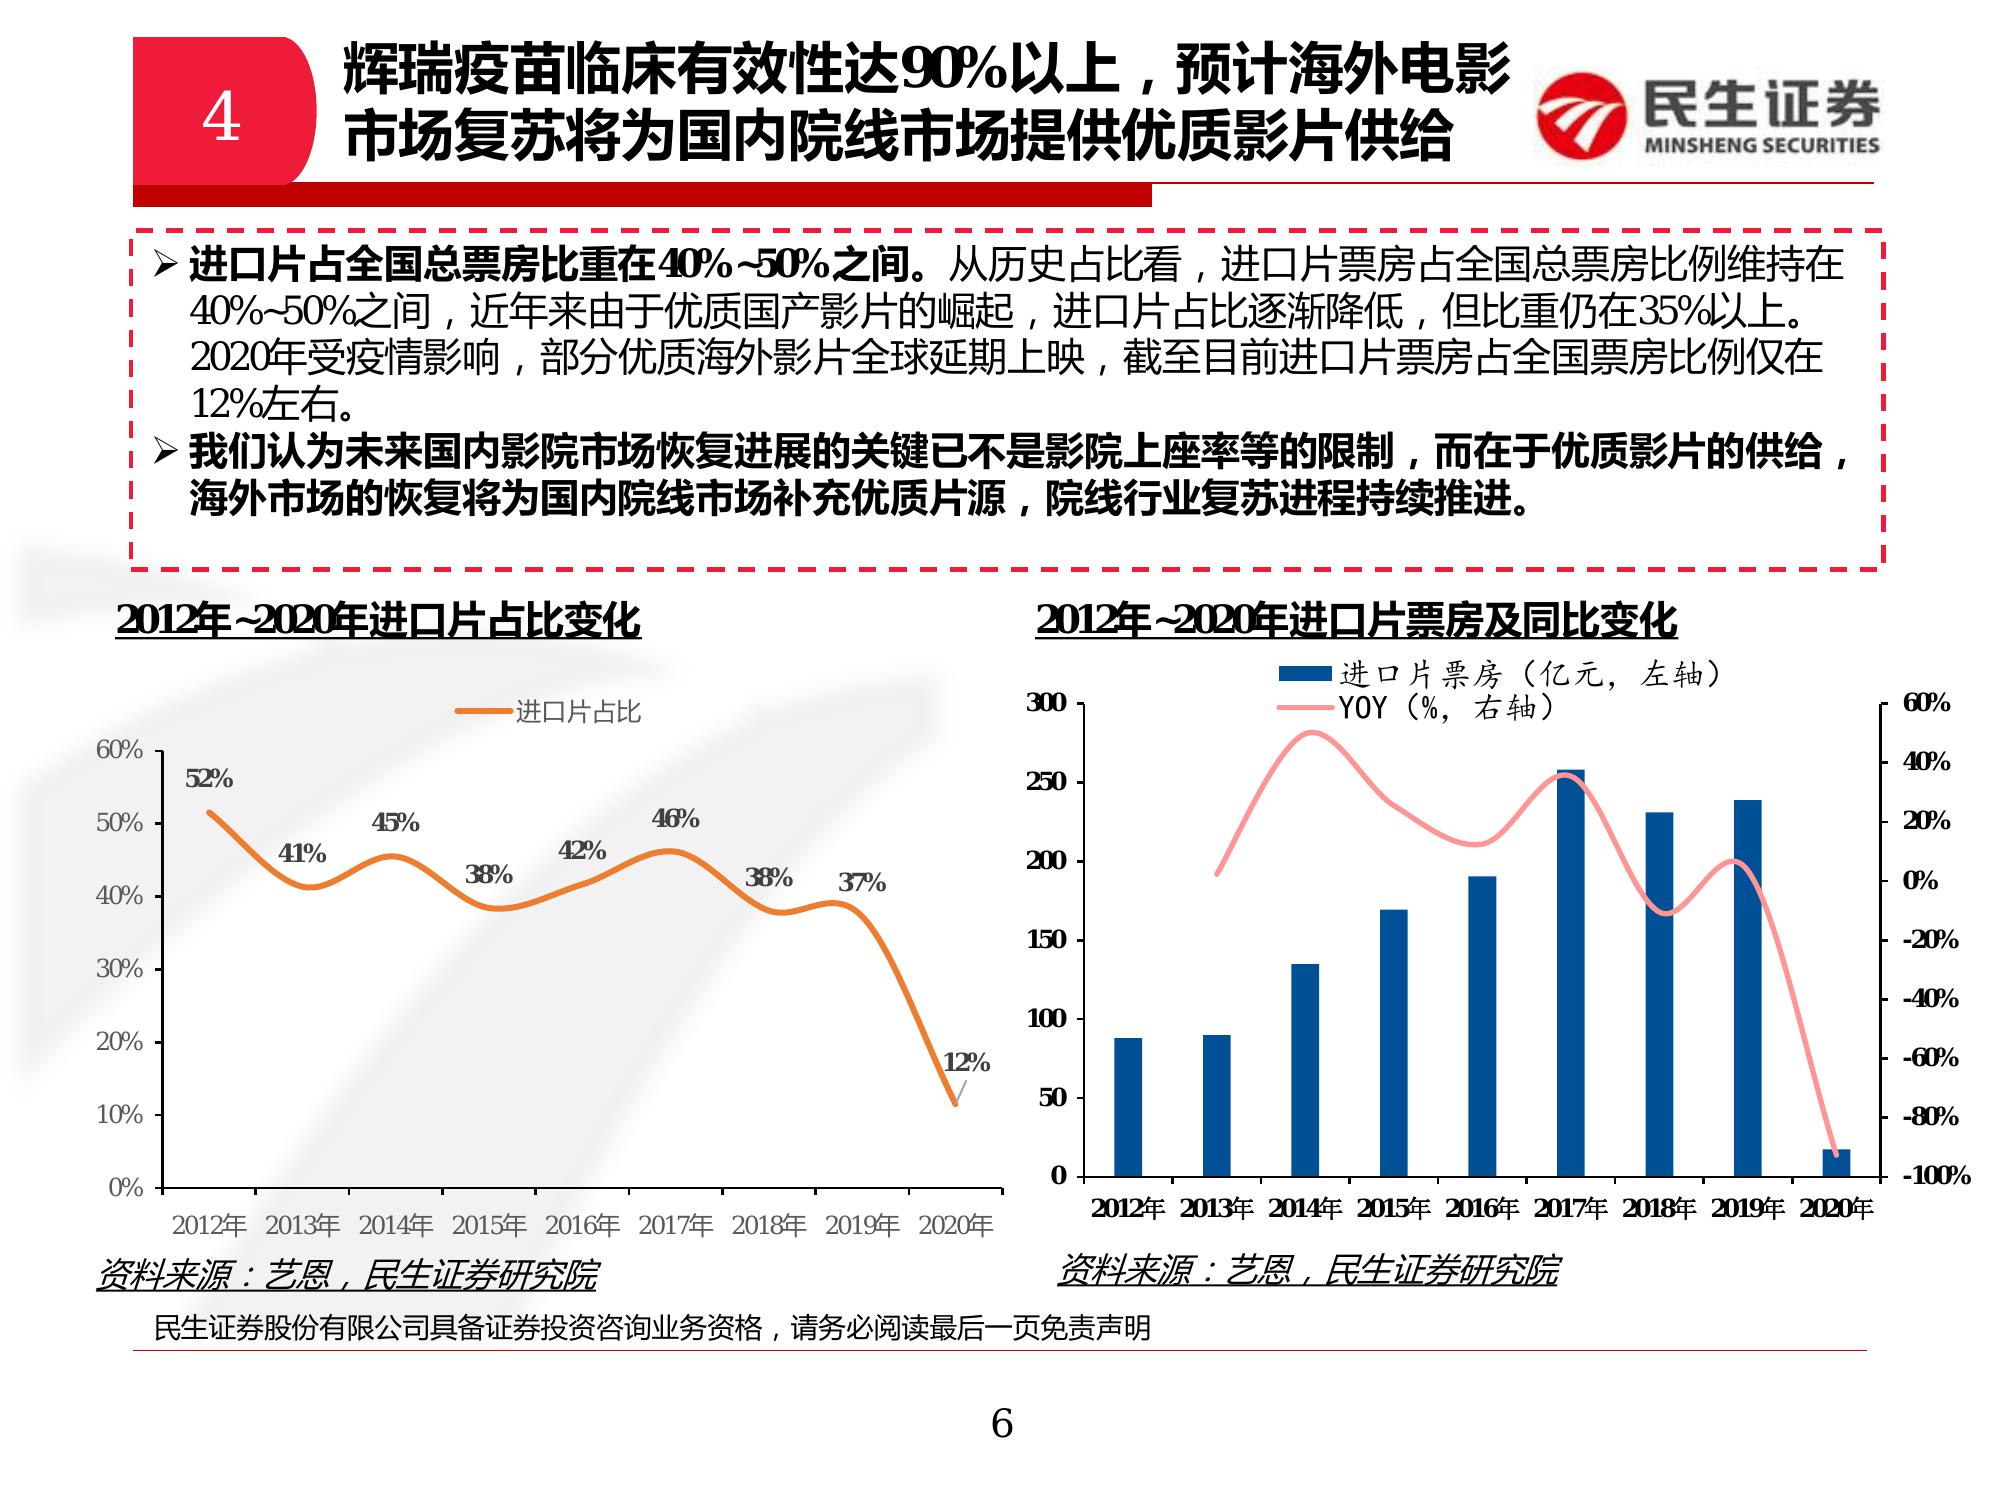 4
辉瑞疫苗临床有效性达90%以上，预计海外电影
市场复苏将为国内院线市场提供优质影片供给
民生证券
MINSHENG SECURITIES
➢ 进口片占全国总票房比重在40%~50%之间。从历史占比看，进口片票房占全国总票房比例维持在
40%~50%之间，近年来由于优质国产影片的崛起，进口片占比逐渐降低，但比重仍在35%以上。
2020年受疫情影响，部分优质海外影片全球延期上映，截至目前进口片票房占全国票房比例仅在
12%左右。
➢ 我们认为未来国内影院市场恢复进展的关键已不是影院上座率等的限制，而在于优质影片的供给，
海外市场的恢复将为国内院线市场补充优质片源，院线行业复苏进程持续推进。
2012年~2020年进口片占比变化
进口片占比
60%
50%
40%
30%
20%
10%
0%
52%
41%
45%
38%
42%
46%
38%
37%
12%
2012年 2013年 2014年 2015年 2016年 2017年 2018年 2019年 2020年
资料来源：艺恩，民生证券研究院
2012年~2020年进口片票房及同比变化
进口片票房（亿元，左轴）
YOY（%，右轴）
300
250
200
150
100
50
0
60%
40%
20%
0%
-20%
-40%
-60%
-80%
-100%
2012年 2013年 2014年 2015年 2016年 2017年 2018年 2019年 2020年
资料来源：艺恩，民生证券研究院
民生证券股份有限公司具备证券投资咨询业务资格，请务必阅读最后一页免责声明
6